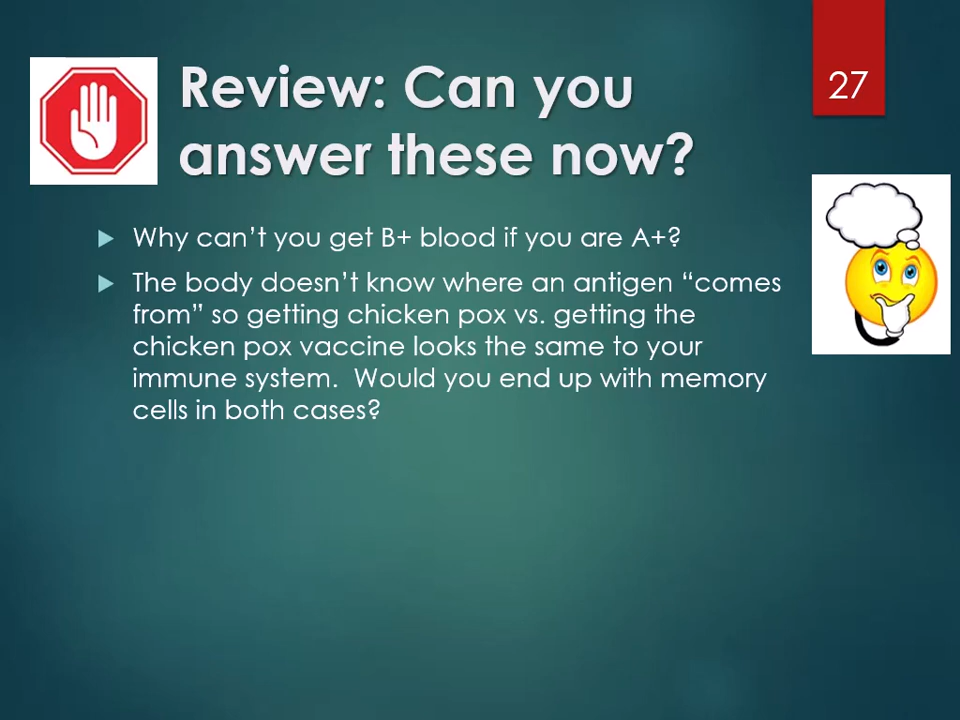 Review: Can you
answer these now?
27
Why can’t you get B+ blood if you are A+?
The body doesn’t know where an antigen “comes
from” so getting chicken pox vs. getting the
chicken pox vaccine looks the same to your
immune system.  Would you end up with memory
cells in both cases?